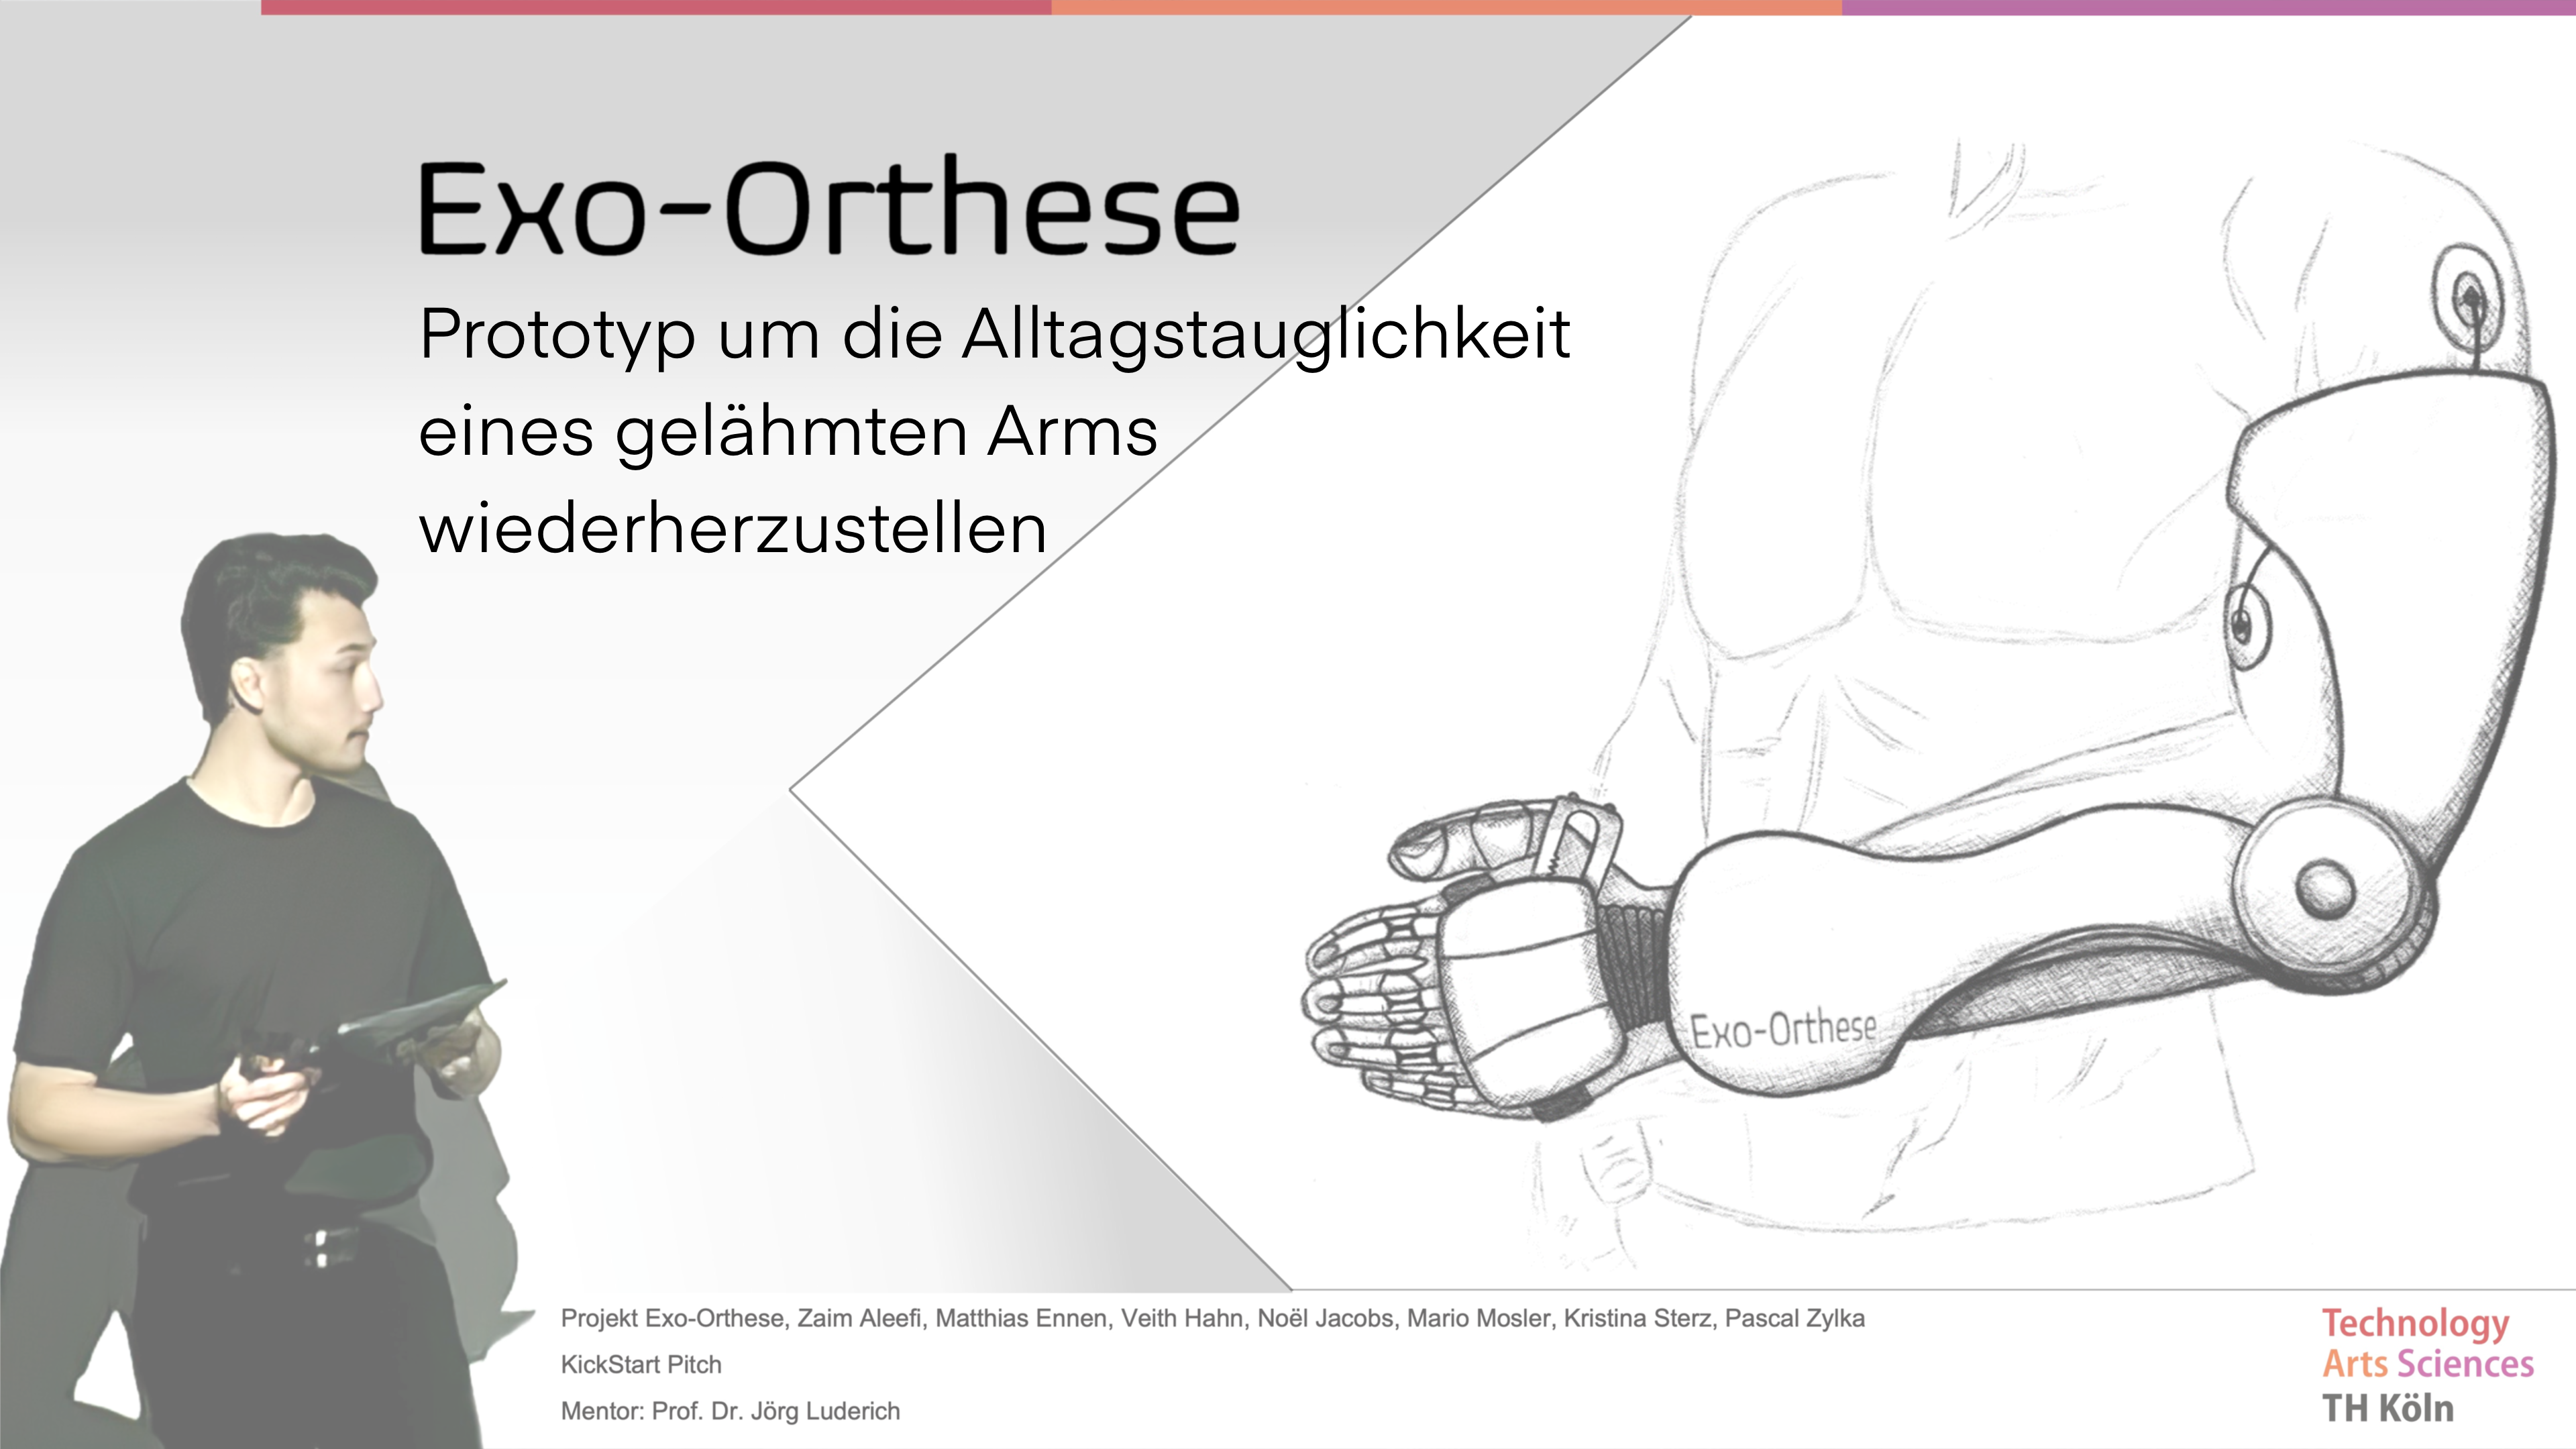 Exo-Orthese
Prototyp um die Alltagstauglichkeit
eines gelähmten Arms
wiederherzustellen
Exo-Orthese
Projekt Exo-Orthese, Zaim Aleefi, Matthias Ennen, Veith Hahn, Noël Jacobs, Mario Mosler, Kristina Sterz, Pascal Zylka
KickStart Pitch
Mentor: Prof. Dr. Jörg Luderich
Technology
Arts Sciences
TH Köln